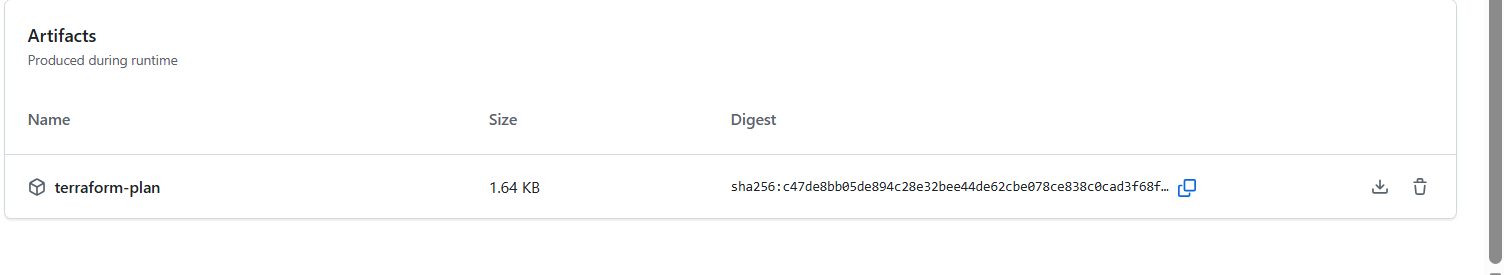 Artifacts
Produced during runtime
Name Size Digest
terraform-plan 1.64 KB sha256:c47de8bb05de894c28e32bee44de62cbe078ce838c0cad3f68f…